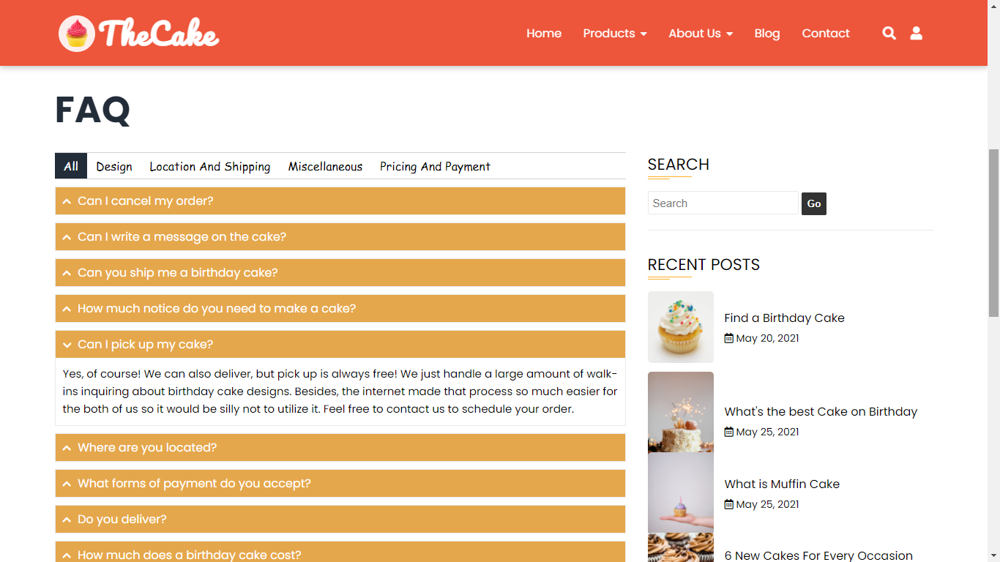 TheCake
Home
Products
About Us
Blog
Contact
FAQ
All
Design
Location And Shipping
Miscellaneous
Pricing And Payment
Can I cancel my order?
Can I write a message on the cake?
Can you ship me a birthday cake?
How much notice do you need to make a cake?
Can I pick up my cake?
Yes, of course! We can also deliver, but pick up is always free! We just handle a large amount of walk-
ins inquiring about birthday cake designs. Besides, the internet made that process so much easier for
the both of us so it would be silly not to utilize it. Feel free to contact us to schedule your order.
Where are you located?
What forms of payment do you accept?
Do you deliver?
How much does a birthday cake cost?
SEARCH
Search
Go
RECENT POSTS
Find a Birthday Cake
May 20, 2021
What's the best Cake on Birthday
May 25, 2021
What is Muffin Cake
May 25, 2021
6 New Cakes For Every Occasion